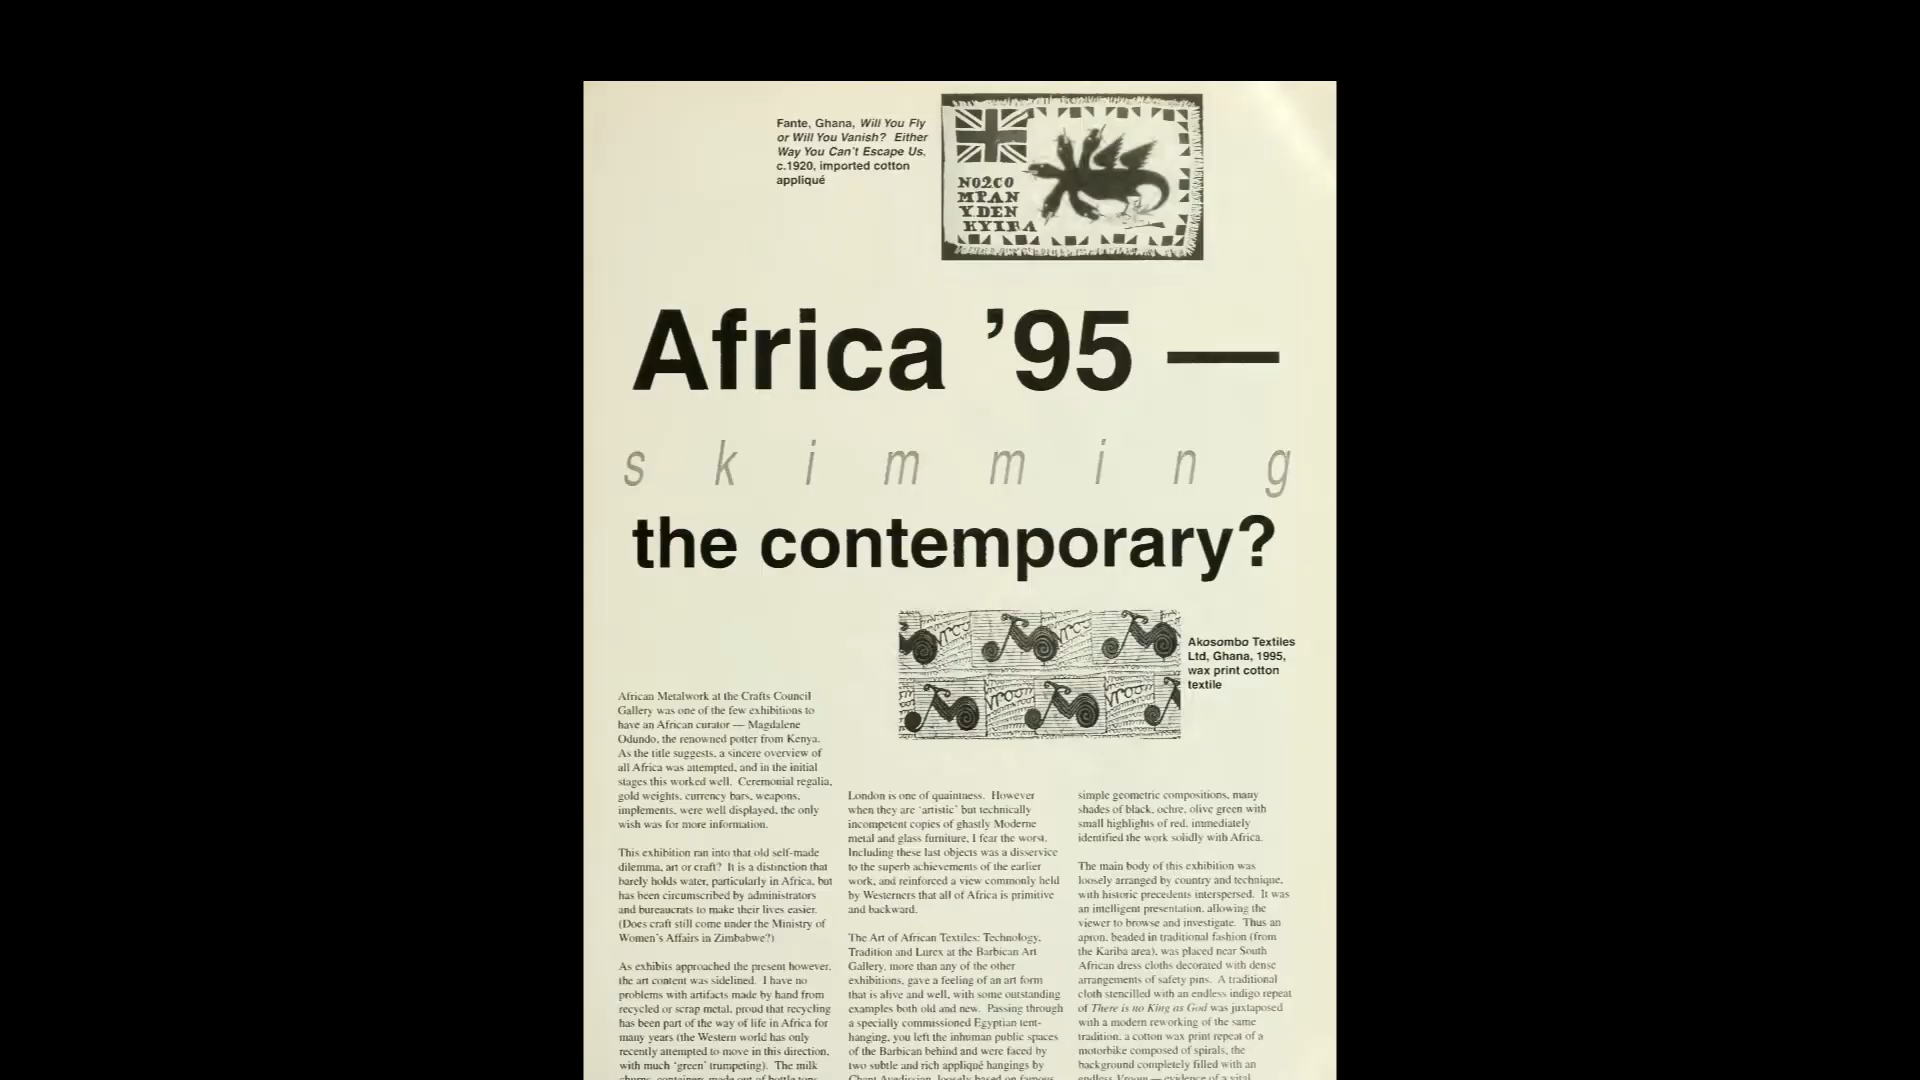 Fante, Ghana, Will You Fly
or Will You Vanish? Either
Way You Can't Escape Us,
c.1920, imported cotton
appliqué
NO2CO
MPAN
Y.DEN
KYIRA
Africa ’95 —
skimming
the contemporary?
Akosombo Textiles
Ltd, Ghana, 1995,
wax print cotton
textile
African Metalwork at the Crafts Council
Gallery was one of the few exhibitions to
have an African curator — Magdalene
Odundo, the renowned potter from Kenya.
As the title suggests, a sincere overview of
all Africa was attempted, and in the initial
stages this worked well. Ceremonial regalia,
gold weights, currency bars, weapons,
implements, were well displayed, the only
wish was for more information.
This exhibition ran into that old self-made
dilemma, art or craft? It is a distinction that
barely holds water, particularly in Africa, but
has been circumscribed by administrators
and bureaucrats to make their lives easier.
(Does craft still come under the Ministry of
Women's Affairs in Zimbabwe?)
As exhibits approached the present however,
the art content was sidelined. I have no
problems with artifacts made by hand from
recycled or scrap metal, proud that recycling
has been part of the way of life in Africa for
many years (the Western world has only
recently attempted to move in this direction,
with much ‘green’ trumpeting). The milk
churns, containers made out of bottle tops,
London is one of quaintness. However
when they are ‘artistic’ but technically
incompetent copies of ghastly Moderne
metal and glass furniture, I fear the worst.
Including these last objects was a disservice
to the superb achievements of the earlier
work, and reinforced a view commonly held
by Westerners that all of Africa is primitive
and backward.
The Art of African Textiles: Technology,
Tradition and Lurex at the Barbican Art
Gallery, more than any of the other
exhibitions, gave a feeling of an art form
that is alive and well, with some outstanding
examples both old and new. Passing through
a specially commissioned Egyptian tent-
hanging, you left the inhuman public spaces
of the Barbican behind and were faced by
two subtle and rich appliqué hangings by
Chant Avedissian, loosely based on famous
simple geometric compositions, many
shades of black, ochre, olive green with
small highlights of red, immediately
identified the work solidly with Africa.
The main body of this exhibition was
loosely arranged by country and technique,
with historic precedents interspersed. It was
an intelligent presentation, allowing the
viewer to browse and investigate. Thus an
apron, beaded in traditional fashion (from
the Kariba area), was placed near South
African dress cloths decorated with dense
arrangements of safety pins. A traditional
cloth stencilled with an endless indigo repeat
of There is no King as God was juxtaposed
with a modern reworking of the same
tradition, a cotton wax print repeat of a
motorbike composed of spirals, the
background completely filled with an
endless Vroom — evidence of a vital